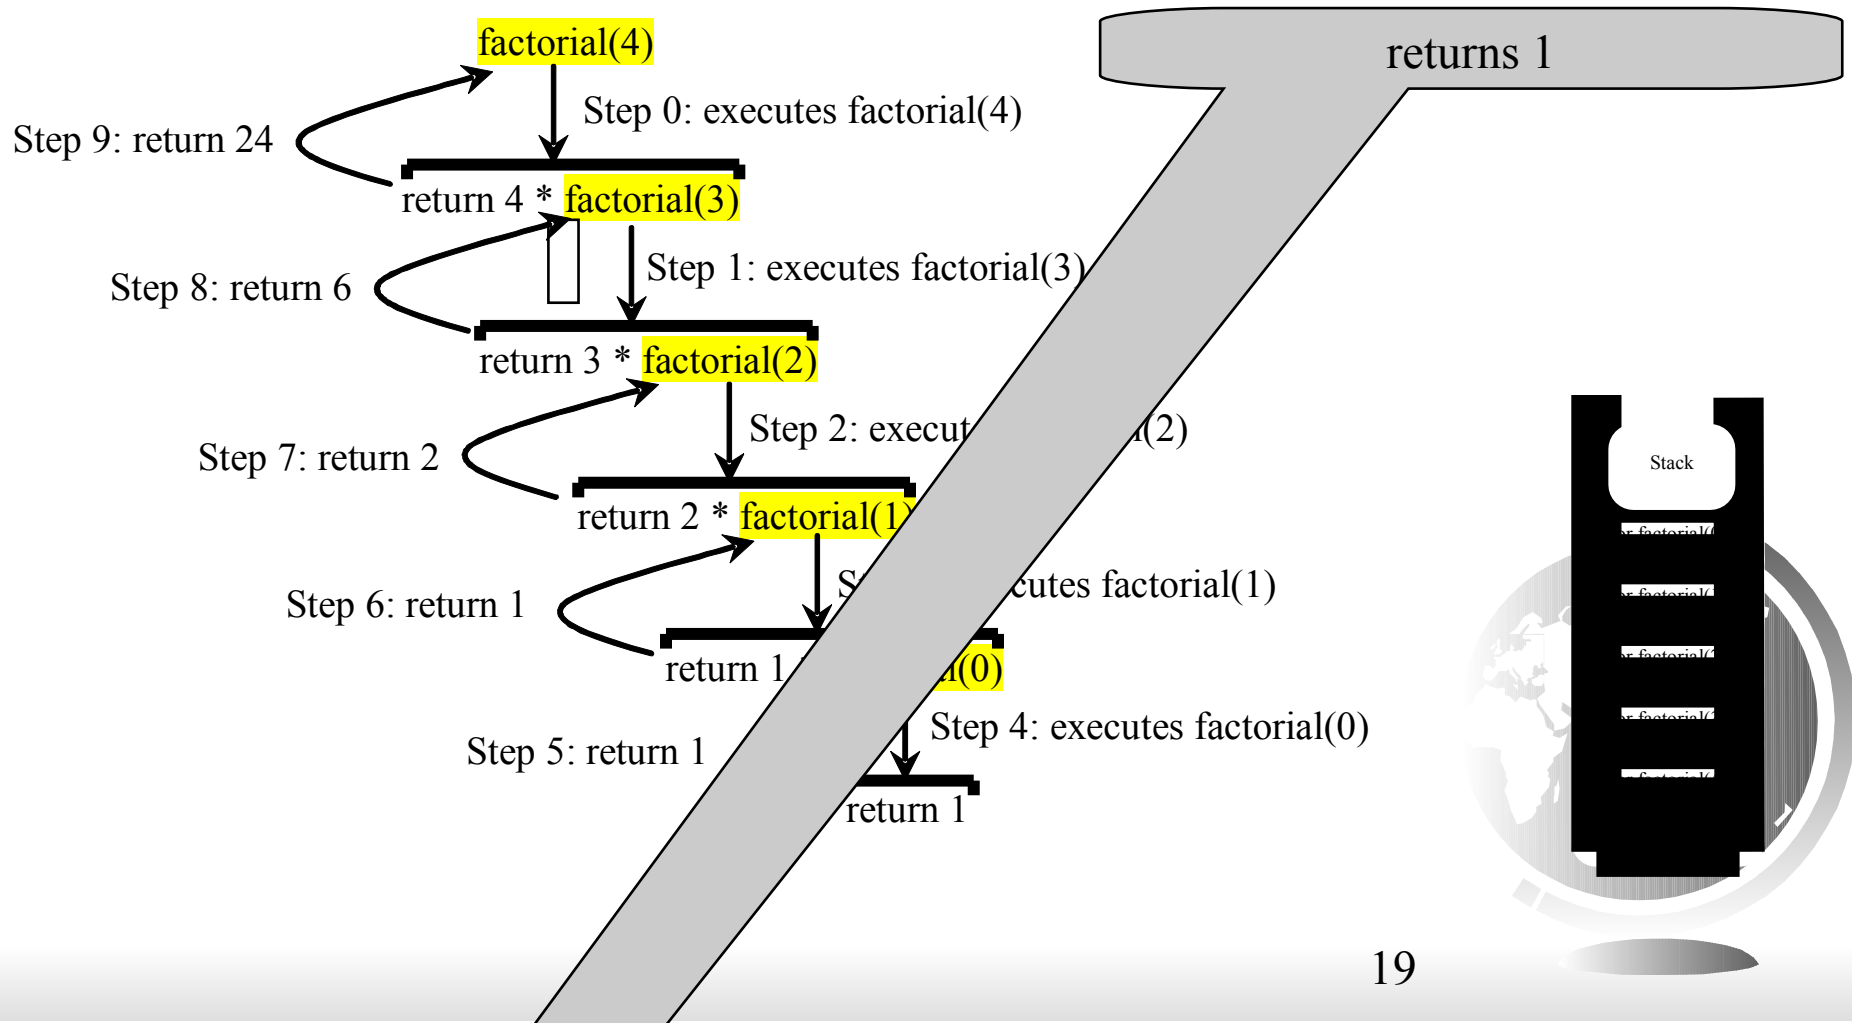 factorial(4)
returns 1
Step 0: executes factorial(4)
Step 9: return 24
return 4 * factorial(3)
Step 1: executes factorial(3)
Step 8: return 6
return 3 * factorial(2)
Step 2: execut (2)
Step 7: return 2
Stack
return 2 * factorial(1)
cutes factorial(1)
Step 6: return 1
return 1 (0)
Step 4: executes factorial(0)
Step 5: return 1
return 1
19